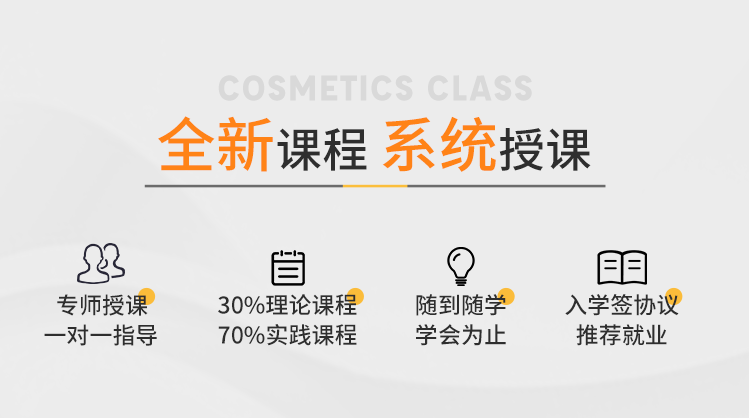 COSMETICS CLASS
全新课程 系统授课
专师授课
一对一指导
30%理论课程
70%实践课程
随到随学
学会为止
入学签协议
推荐就业